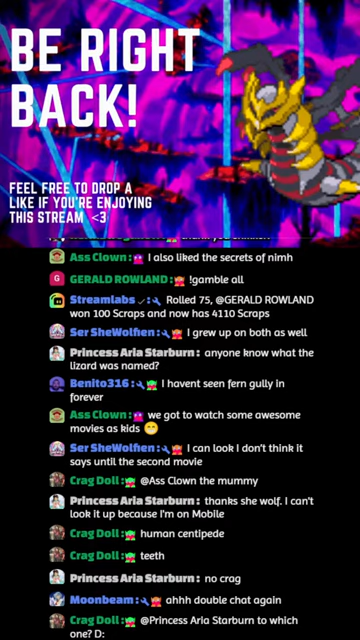 BE RIGHT
BACK!
FEEL FREE TO DROP A
LIKE IF YOU'RE ENJOYING
THIS STREAM <3
Ass Clown: I also liked the secrets of nimh
G GERALD ROWLAND: !gamble all
Streamlabs ✓: Rolled 75, @GERALD ROWLAND
won 100 Scraps and now has 4110 Scraps
Ser SheWolfien: I grew up on both as well
Princess Aria Starburn: anyone know what the
lizard was named?
Benito316: I havent seen fern gully in
forever
Ass Clown: we got to watch some awesome
movies as kids 😁
Ser SheWolfien: I can look I don't think it
says until the second movie
Crag Doll: @Ass Clown the mummy
Princess Aria Starburn: thanks she wolf. I can't
look it up because I'm on Mobile
Crag Doll: human centipede
Crag Doll: teeth
Princess Aria Starburn: no crag
Moonbeam: ahhh double chat again
Crag Doll: @Princess Aria Starburn to which
one? D: